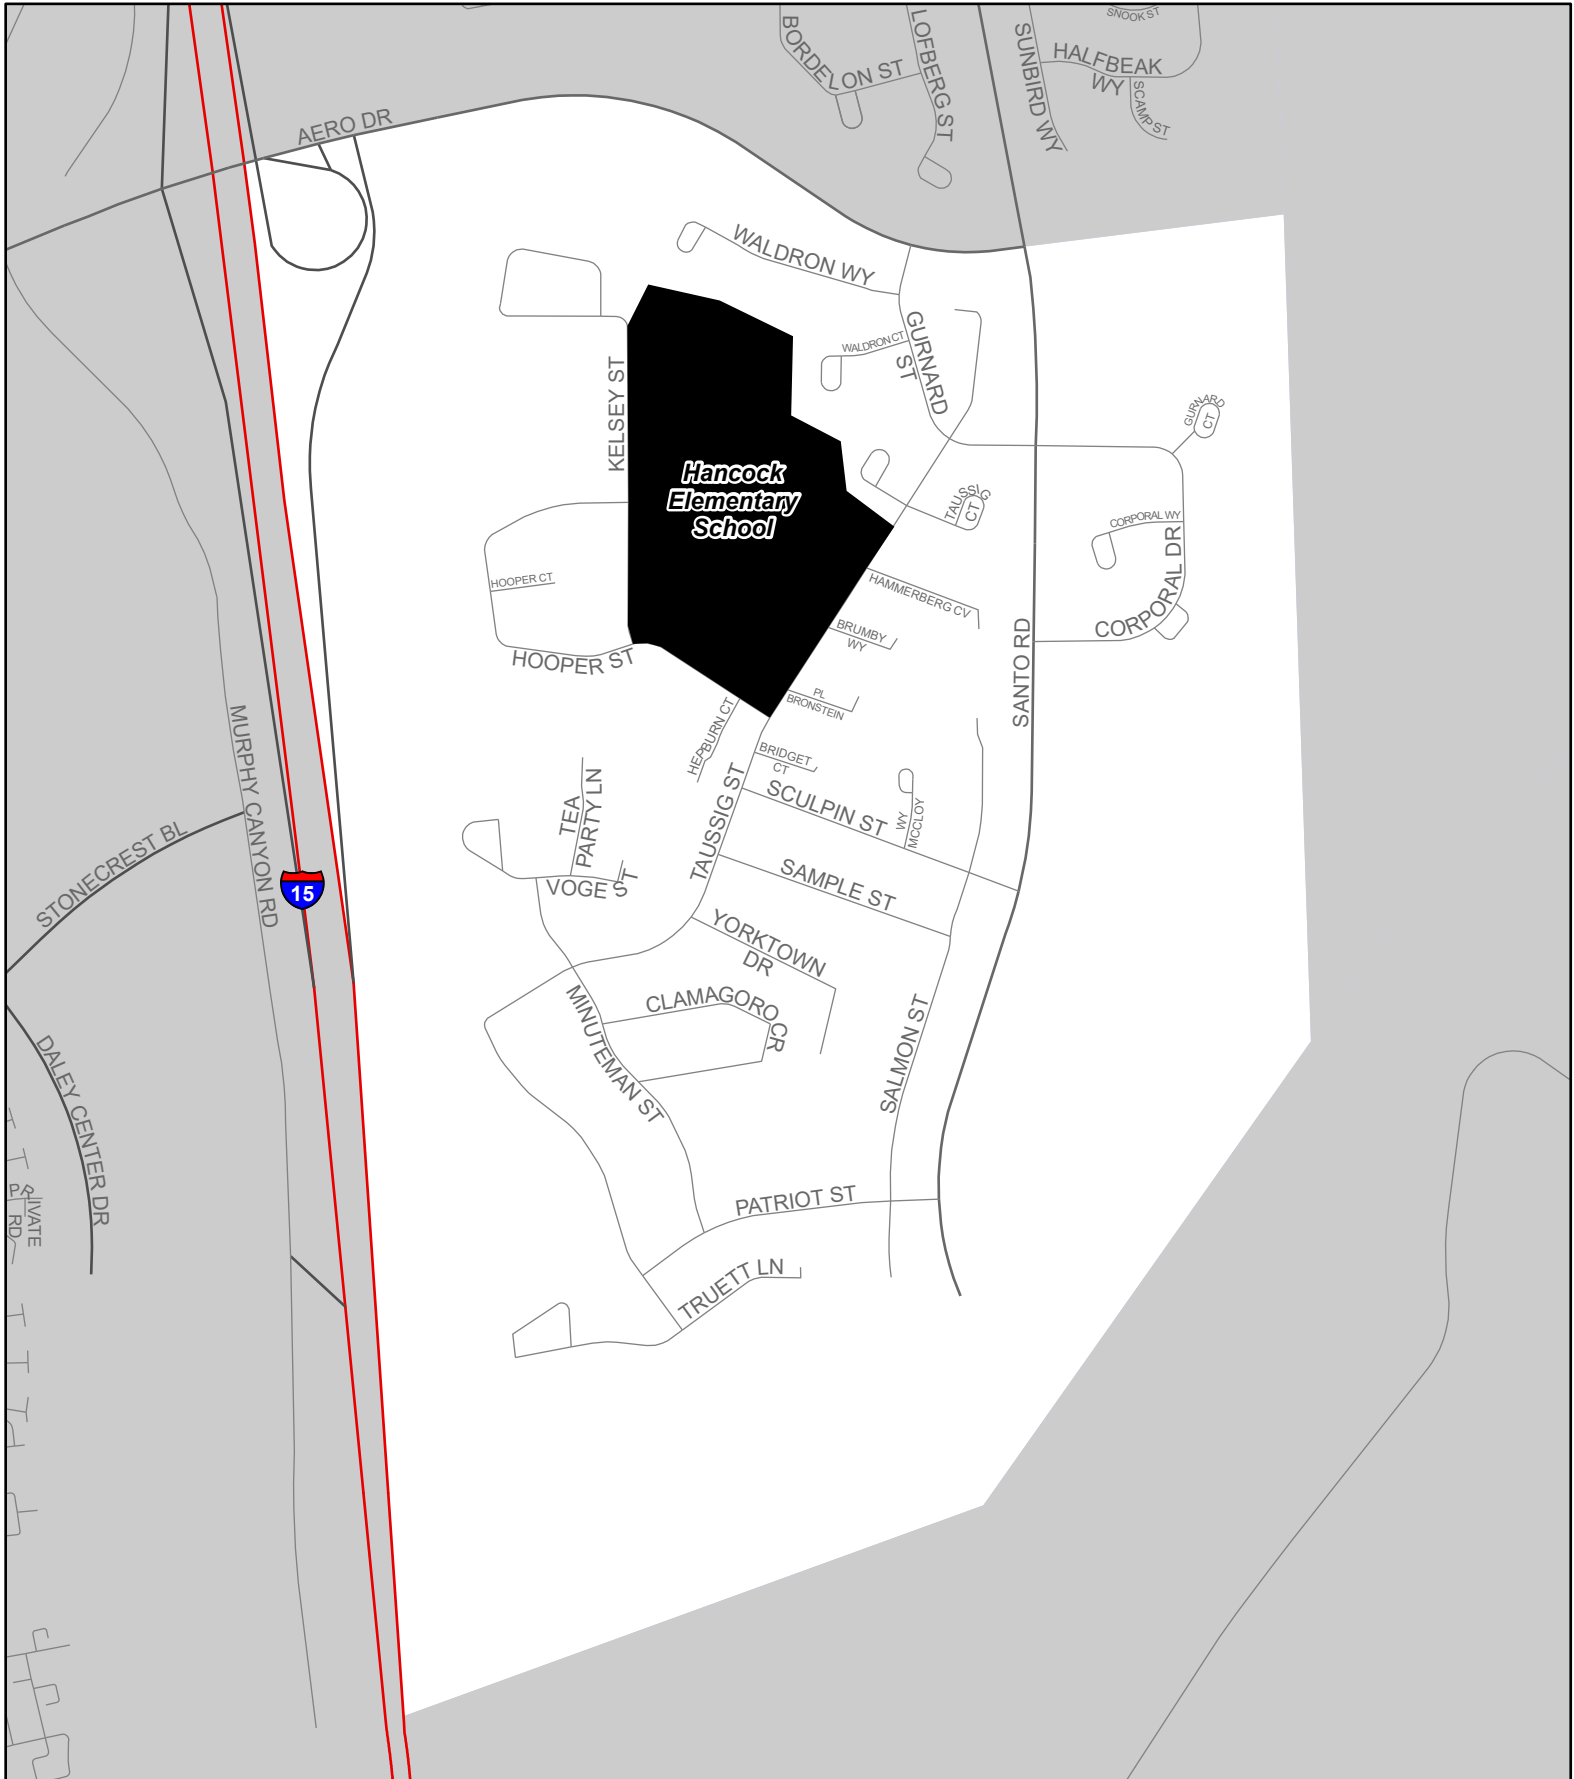 SNOOK ST
BORDELON ST
LOFBERG ST
SUNBIRD WY
HALFBEAK
WY
SCAMP ST
AERO DR
WALDRON WY
GURNARD
ST
WALDRON CT
KELSEY ST
GURNARD
CT
Hancock
Elementary
School
TAUSSIG
CT
CORPORAL WY
CORPORAL DR
HOOPER CT
HAMMERBERG CV
BRUMBY
WY
HOOPER ST
SANTO RD
PL
BRONSTEIN
HEPBURN CT
MURPHY CANYON RD
BRIDGET
CT
TEA
PARTY LN
TAUSSIG ST
SCULPIN ST
WY
MCCLOY
STONECREST BL
15
VOGE ST
SAMPLE ST
YORKTOWN
DR
CLAMAGORO
CR
MINUTEMAN ST
SALMON ST
DALEY CENTER DR
PRIVATE
RD
PATRIOT ST
TRUETT LN